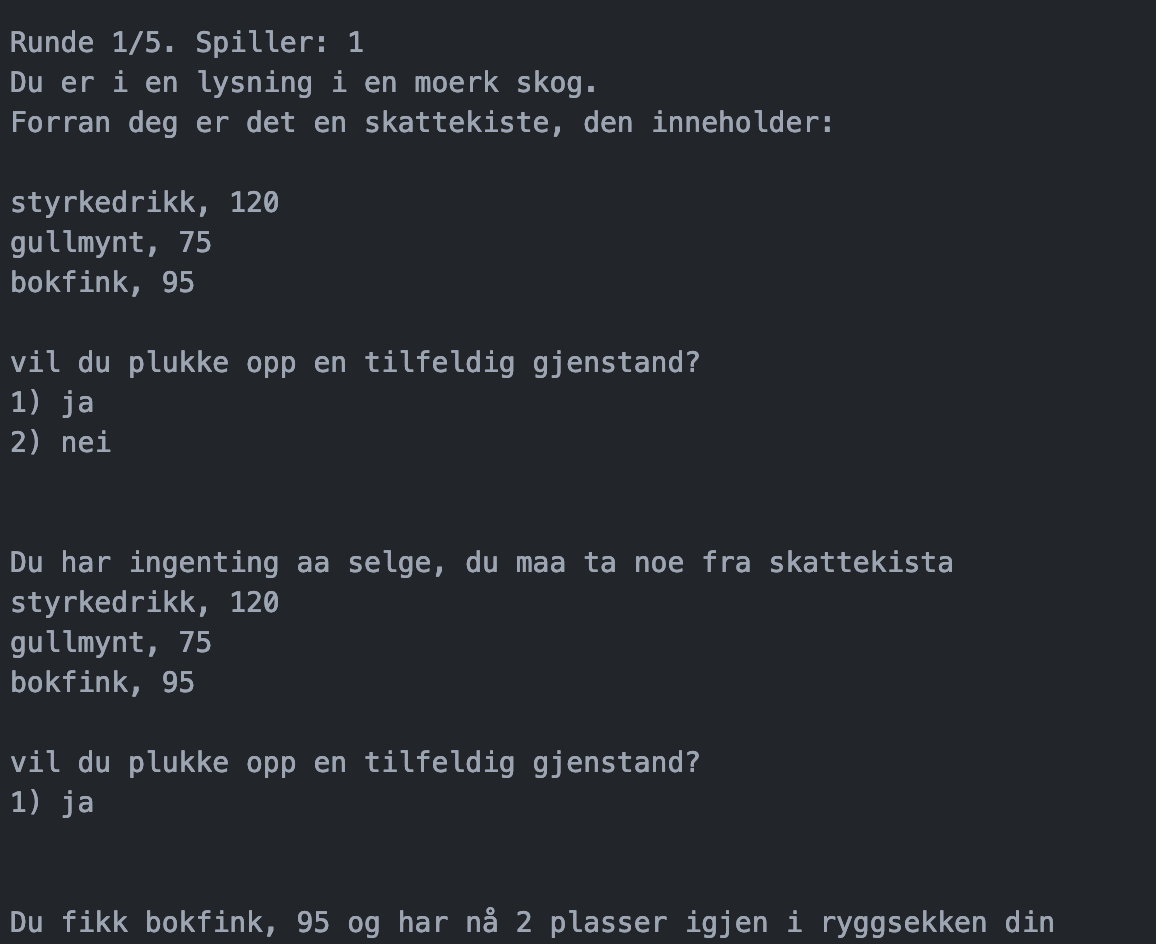 Runde 1/5. Spiller: 1
Du er i en lysning i en moerk skog.
Forran deg er det en skattekiste, den inneholder:
styrkedrikk, 120
gullmynt, 75
bokfink, 95
vil du plukke opp en tilfeldig gjenstand?
1) ja
2) nei
Du har ingenting aa selge, du maa ta noe fra skattekista
styrkedrikk, 120
gullmynt, 75
bokfink, 95
vil du plukke opp en tilfeldig gjenstand?
1) ja
Du fikk bokfink, 95 og har nå 2 plasser igjen i ryggsekken din